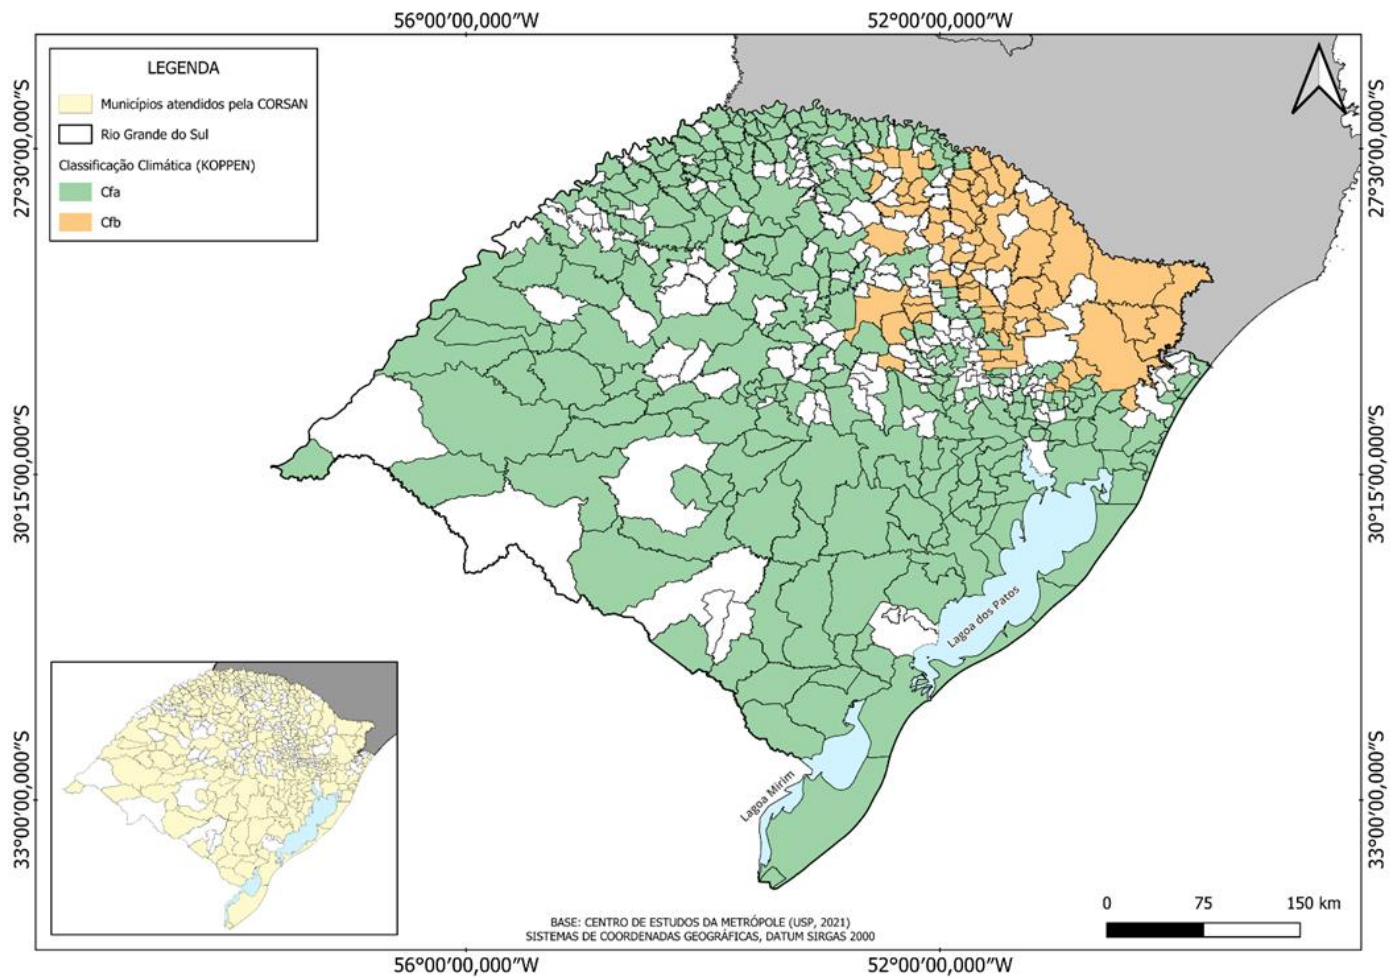 56°00′00,000″W
52°00′00,000″W
LEGENDA
Municípios atendidos pela CORSAN
Rio Grande do Sul
Classificação Climática (KOPPEN)
Cfa
Cfb
27°30′00,000″S
27°30′00,000″S
30°15′00,000″S
30°15′00,000″S
Lagoa dos Patos
Lagoa Mirim
33°00′00,000″S
33°00′00,000″S
0 75 150 km
BASE: CENTRO DE ESTUDOS DA METRÓPOLE (USP, 2021)
SISTEMAS DE COORDENADAS GEOGRÁFICAS, DATUM SIRGAS 2000
56°00′00,000″W
52°00′00,000″W